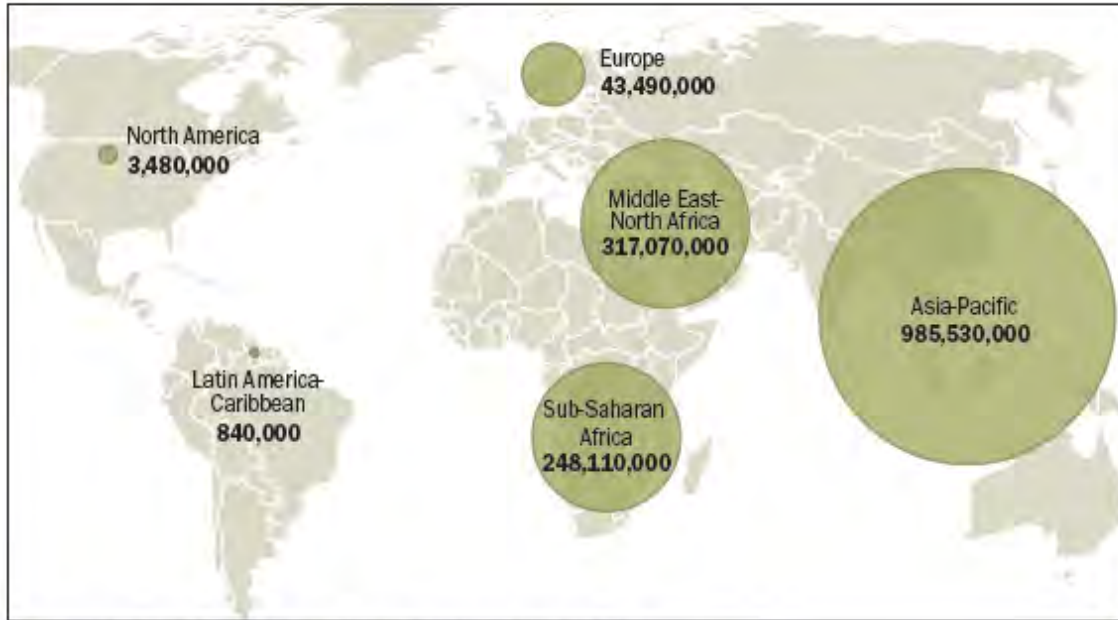 Europe
43,490,000
North America
3,480,000
Middle East-
North Africa
317,070,000
Asia-Pacific
985,530,000
Latin America-
Caribbean
840,000
Sub-Saharan
Africa
248,110,000